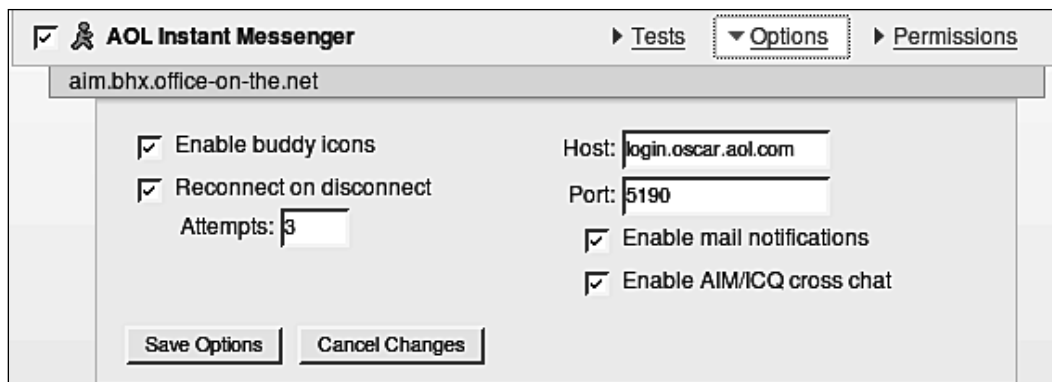 AOL Instant Messenger Tests Options Permissions
aim.bhx.office-on-the.net
Enable buddy icons
Reconnect on disconnect
Attempts: 3
Host: login.oscar.aol.com
Port: 5190
Enable mail notifications
Enable AIM/ICQ cross chat
Save Options Cancel Changes